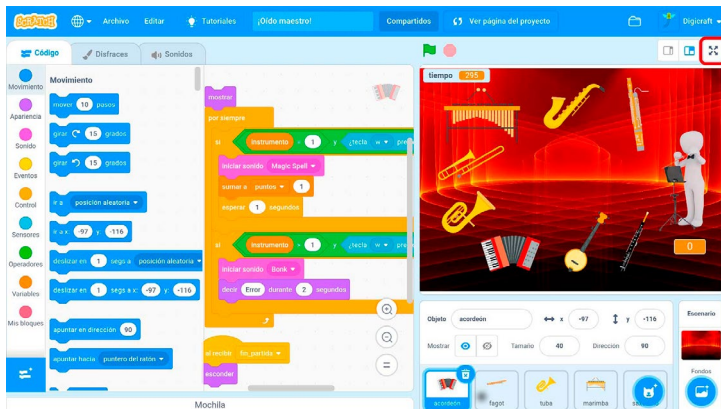 SCRATCH
Archivo
Editar
Tutoriales
¡Oído maestro!
Compartidos
Ver página del proyecto
Digicraft
Código
Disfraces
Sonidos
Movimiento
Apariencia
Sonido
Eventos
Control
Sensores
Operadores
Variables
Mis bloques
Movimiento
mover 10 pasos
girar 15 grados
girar 15 grados
ir a posición aleatoria
ir a x: -97 y: -116
deslizar en 1 segs a posición aleatoria
deslizar en 1 segs a x: -97 y: -116
apuntar en dirección 90
apuntar hacia puntero del ratón
mostrar
por siempre
si Instrumento = 1 y ¿tecla w
iniciar sonido Magic Spell
sumar a puntos 1
esperar 1 segundos
si Instrumento = 1 y ¿tecla w
iniciar sonido Bonk
decir Error durante 2 segundos
al recibir fin_partida
esconder
Mochila
tiempo 295
0
Objeto acordeón x -97 y -116
Mostrar Tamaño 40 Dirección 90
acordeón
fagot
tuba
marimba
Escenario
Fondos